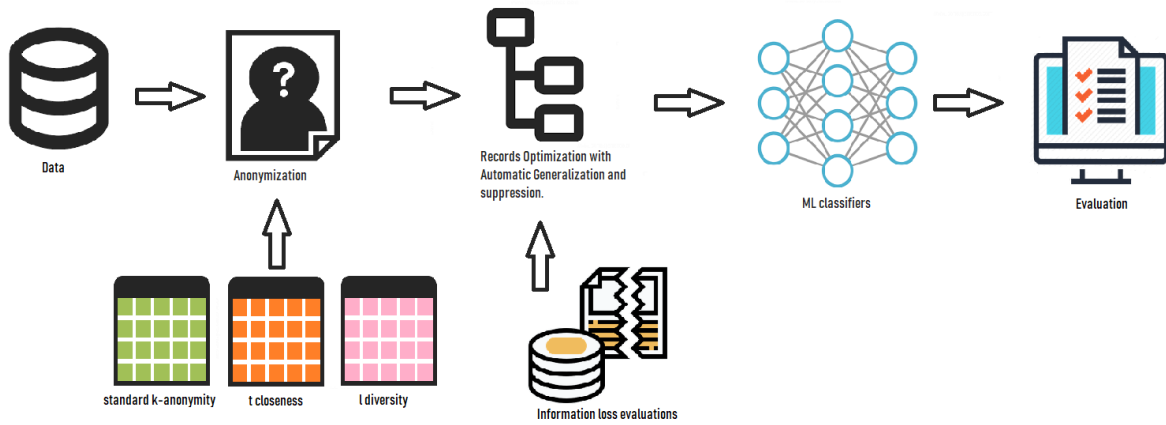 ?
Data
Anonymization
Records Optimization with
Automatic Generalization and
suppression.
ML classifiers
Evaluation
standard k-anonymity
t closeness
l diversity
Information loss evaluations